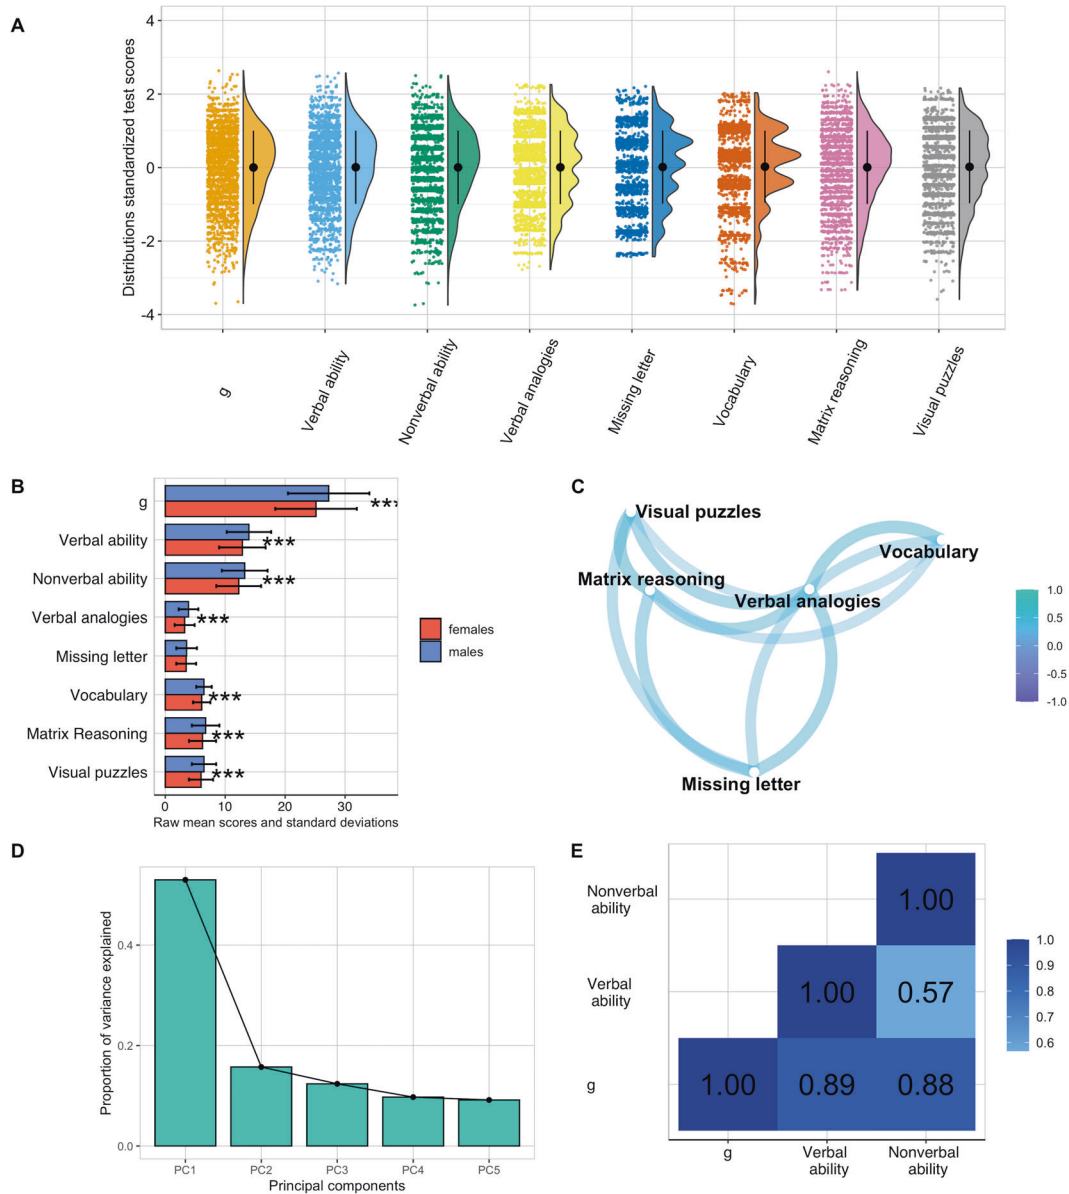 A
Distributions standardized test scores
4
2
0
-2
-4
g
Verbal ability
Nonverbal ability
Verbal analogies
Missing letter
Vocabulary
Matrix reasoning
Visual puzzles
B
g
Verbal ability
Nonverbal ability
Verbal analogies
Missing letter
Vocabulary
Matrix Reasoning
Visual puzzles
***
***
***
***
***
***
***
0
10
20
30
Raw mean scores and standard deviations
females
males
C
Visual puzzles
Vocabulary
Matrix reasoning
Verbal analogies
Missing letter
1.0
0.5
0.0
-0.5
-1.0
D
Proportion of variance explained
0.4
0.2
0.0
PC1
PC2
PC3
PC4
PC5
Principal components
E
Nonverbal
ability
1.00
Verbal
ability
1.00
0.57
g
1.00
0.89
0.88
g
Verbal
ability
Nonverbal
ability
1.0
0.9
0.8
0.7
0.6